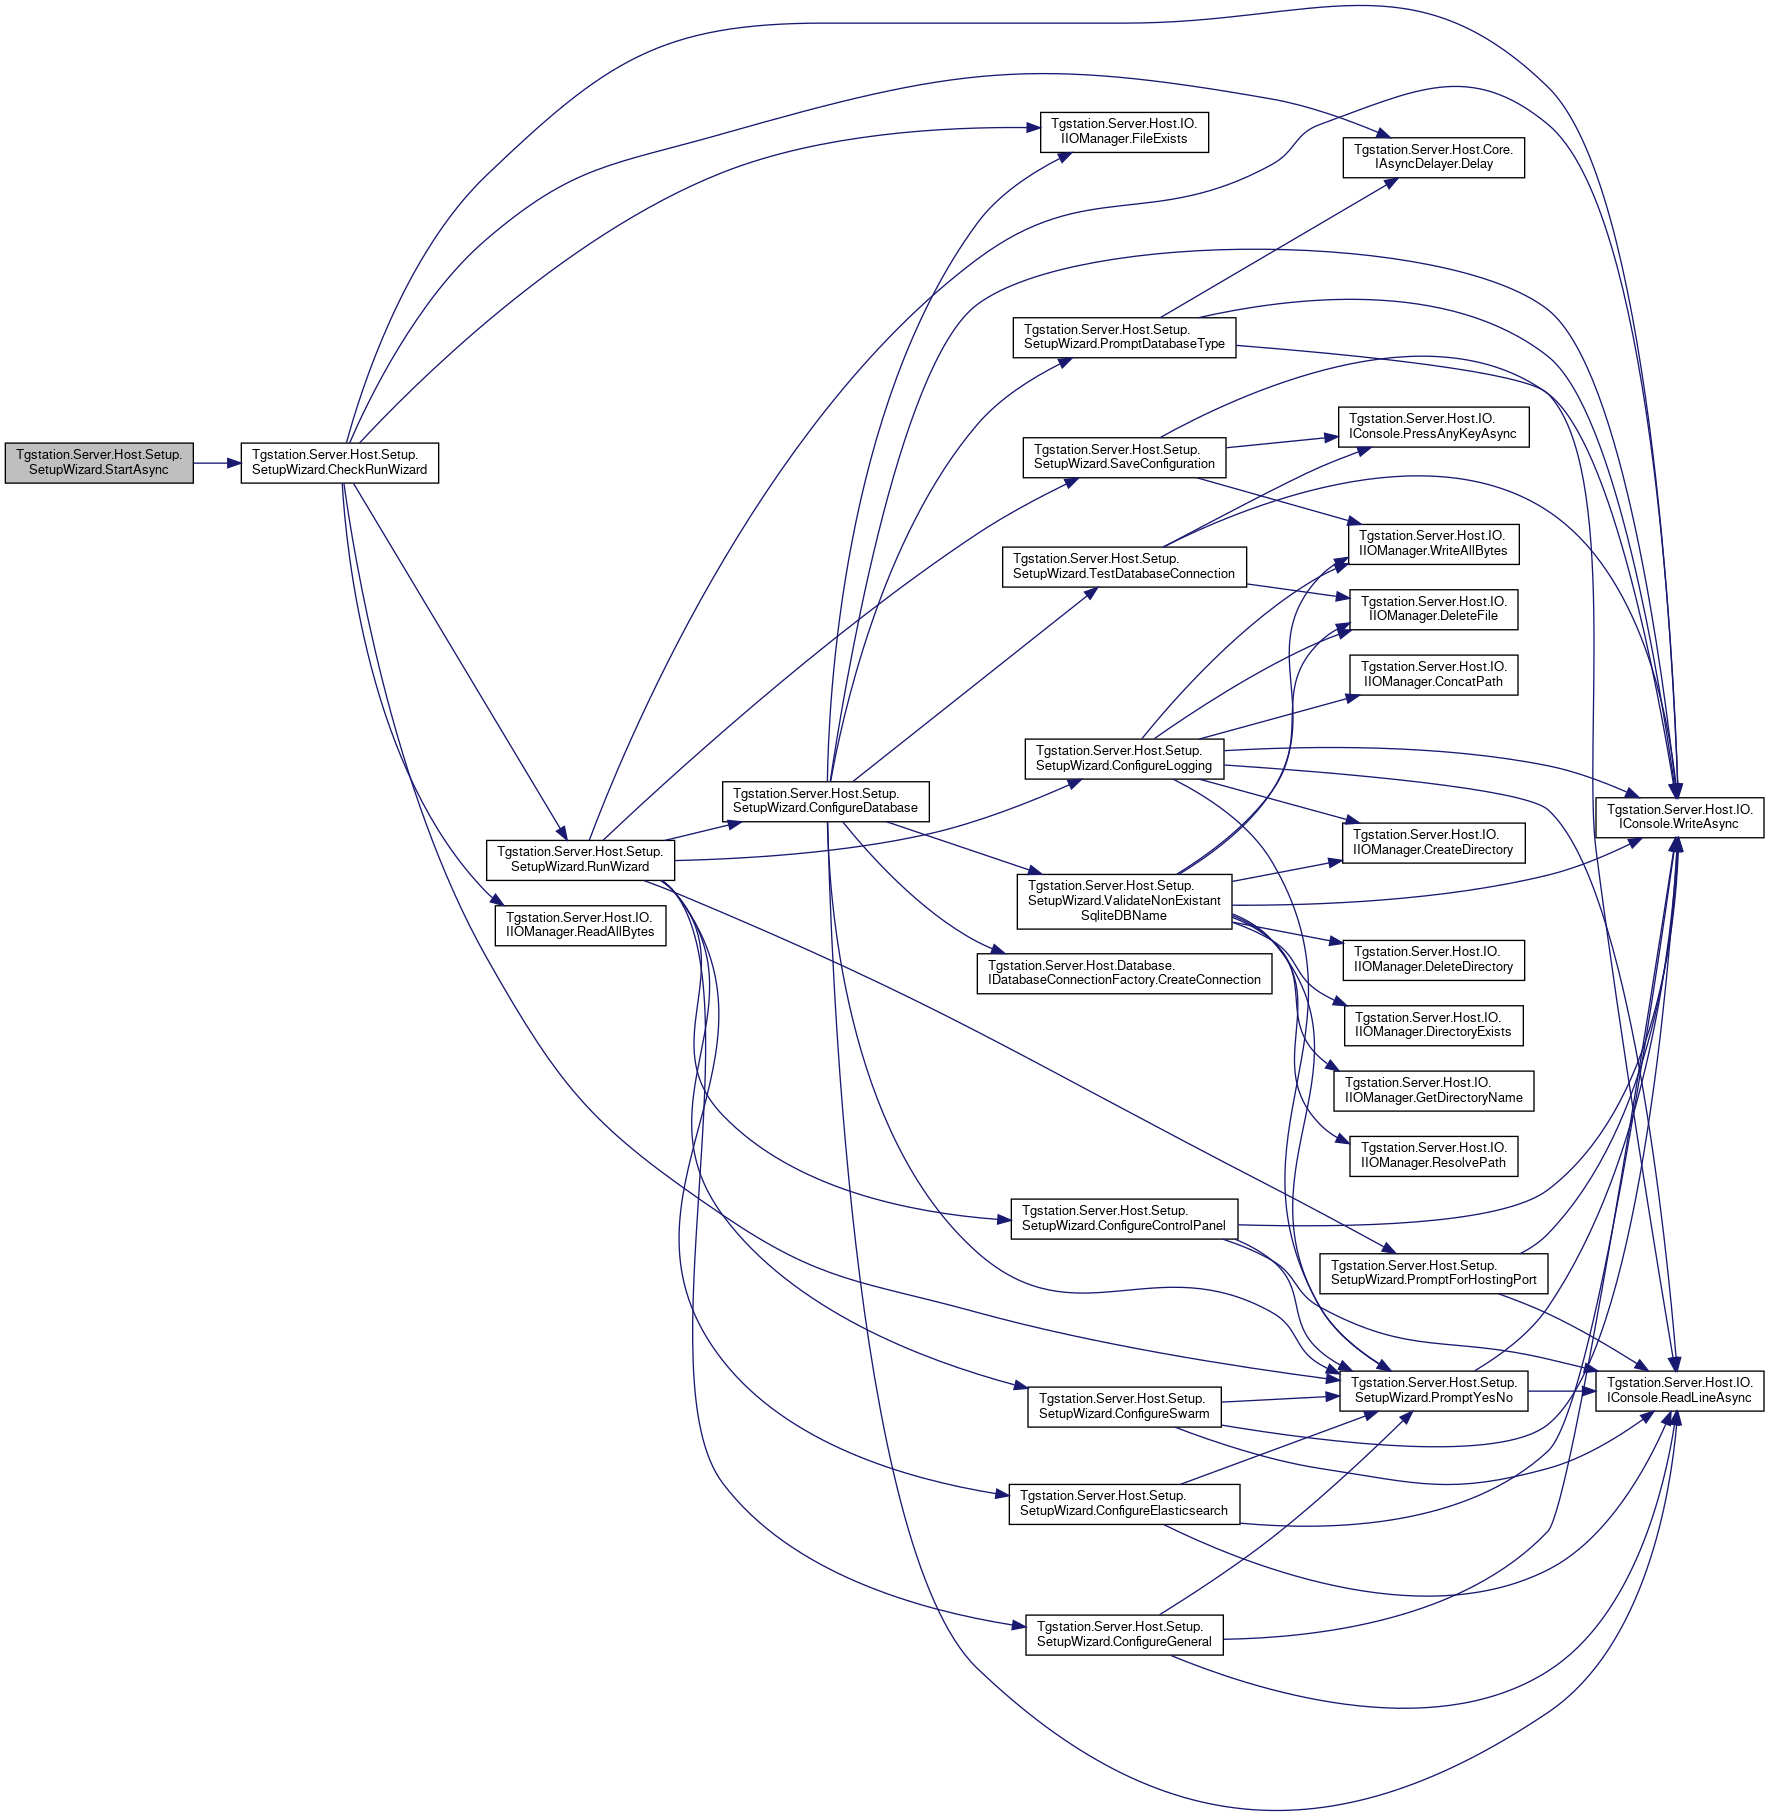 Tgstation.Server.Host.Setup.
SetupWizard.StartAsync
Tgstation.Server.Host.Setup.
SetupWizard.CheckRunWizard
Tgstation.Server.Host.Setup.
SetupWizard.RunWizard
Tgstation.Server.Host.IO.
IIOManager.ReadAllBytes
Tgstation.Server.Host.Setup.
SetupWizard.ConfigureDatabase
Tgstation.Server.Host.IO.
IIOManager.FileExists
Tgstation.Server.Host.Setup.
SetupWizard.PromptDatabaseType
Tgstation.Server.Host.Setup.
SetupWizard.SaveConfiguration
Tgstation.Server.Host.Setup.
SetupWizard.TestDatabaseConnection
Tgstation.Server.Host.Setup.
SetupWizard.ConfigureLogging
Tgstation.Server.Host.Setup.
SetupWizard.ValidateNonExistant
SqliteDBName
Tgstation.Server.Host.Database.
IDatabaseConnectionFactory.CreateConnection
Tgstation.Server.Host.Setup.
SetupWizard.ConfigureControlPanel
Tgstation.Server.Host.Setup.
SetupWizard.ConfigureSwarm
Tgstation.Server.Host.Setup.
SetupWizard.ConfigureElasticsearch
Tgstation.Server.Host.Setup.
SetupWizard.ConfigureGeneral
Tgstation.Server.Host.Core.
IAsyncDelayer.Delay
Tgstation.Server.Host.IO.
IConsole.PressAnyKeyAsync
Tgstation.Server.Host.IO.
IIOManager.WriteAllBytes
Tgstation.Server.Host.IO.
IIOManager.DeleteFile
Tgstation.Server.Host.IO.
IIOManager.ConcatPath
Tgstation.Server.Host.IO.
IIOManager.CreateDirectory
Tgstation.Server.Host.IO.
IIOManager.DeleteDirectory
Tgstation.Server.Host.IO.
IIOManager.DirectoryExists
Tgstation.Server.Host.IO.
IIOManager.GetDirectoryName
Tgstation.Server.Host.IO.
IIOManager.ResolvePath
Tgstation.Server.Host.Setup.
SetupWizard.PromptForHostingPort
Tgstation.Server.Host.Setup.
SetupWizard.PromptYesNo
Tgstation.Server.Host.IO.
IConsole.WriteAsync
Tgstation.Server.Host.IO.
IConsole.ReadLineAsync